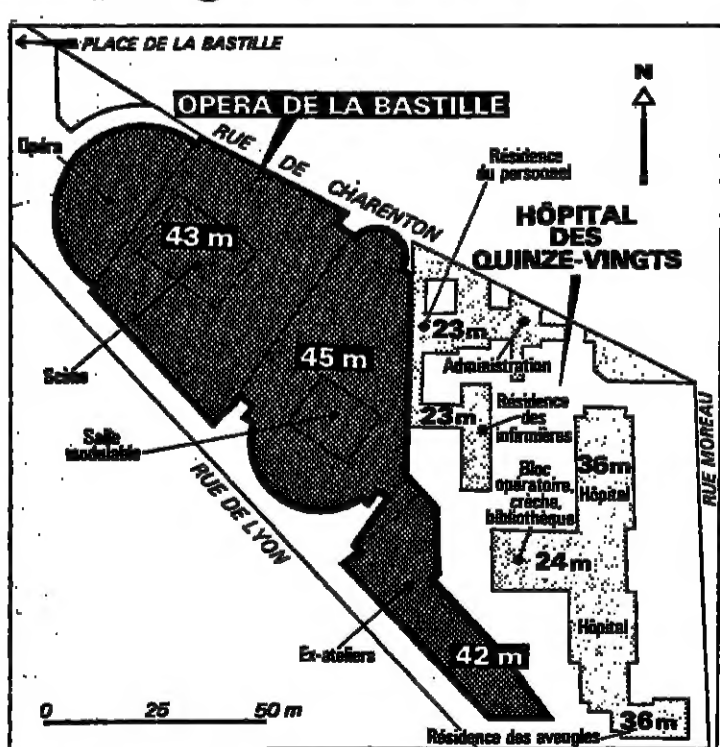 PLACE DE LA BASTILLE
OPERA DE LA BASTILLE
N
Opéra
RUE DE CHARENTON
Résidence
du personnel
HÔPITAL
DES
QUINZE-VINGTS
43 m
23m
Administration
45 m
Scène
23m
Résidence
des
infirmières
Salle
modulable
RUE MOREAU
36m
Hôpital
Bloc
opératoire,
crèche,
bibliothèque
RUE DE LYON
24m
Hôpital
Ex-ateliers
42 m
0 25 50 m
Résidence des aveugles
36m